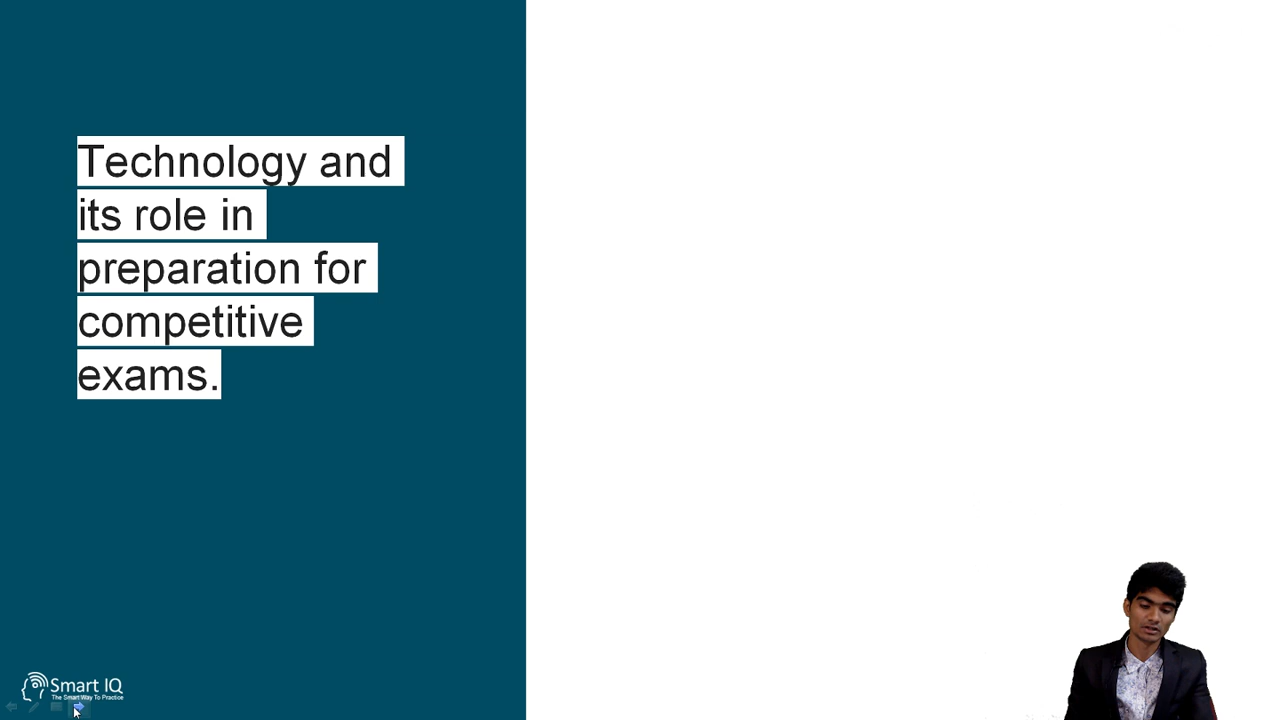 Technology and
its role in
preparation for
competitive
exams.
Smart IQ
The Smart Way To Practice